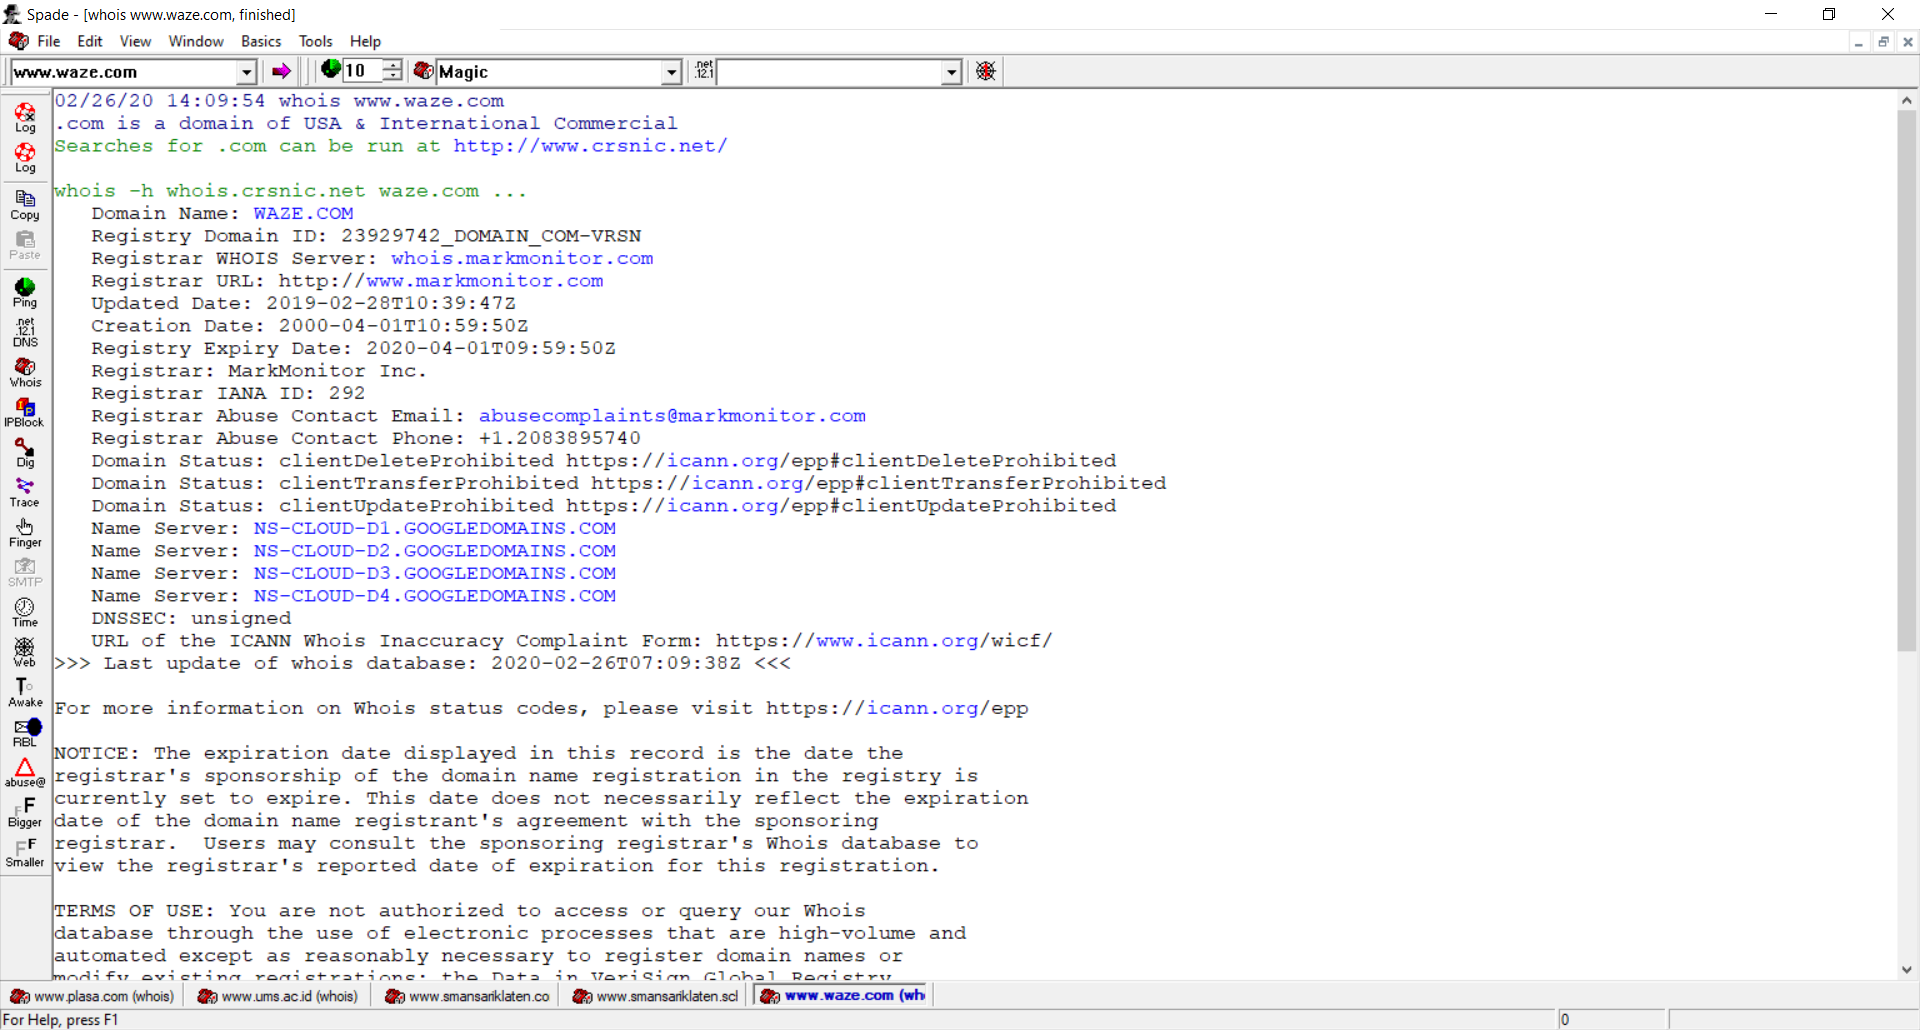 Spade - [whois www.waze.com, finished]
File Edit View Window Basics Tools Help
www.waze.com 10 Magic .net .12.1
Log
Log
Copy
Paste
Ping
.net .12.1 DNS
Whois
IP IPBlock
Dig
Trace
Finger
SMTP
Time
Web
Awake
RBL
abuse@
FF Bigger
FF Smaller
02/26/20 14:09:54 whois www.waze.com
.com is a domain of USA & International Commercial
Searches for .com can be run at http://www.crsnic.net/
whois -h whois.crsnic.net waze.com ...
Domain Name: WAZE.COM
Registry Domain ID: 23929742_DOMAIN_COM-VRSN
Registrar WHOIS Server: whois.markmonitor.com
Registrar URL: http://www.markmonitor.com
Updated Date: 2019-02-28T10:39:47Z
Creation Date: 2000-04-01T10:59:50Z
Registry Expiry Date: 2020-04-01T09:59:50Z
Registrar: MarkMonitor Inc.
Registrar IANA ID: 292
Registrar Abuse Contact Email: abusecomplaints@markmonitor.com
Registrar Abuse Contact Phone: +1.2083895740
Domain Status: clientDeleteProhibited https://icann.org/epp#clientDeleteProhibited
Domain Status: clientTransferProhibited https://icann.org/epp#clientTransferProhibited
Domain Status: clientUpdateProhibited https://icann.org/epp#clientUpdateProhibited
Name Server: NS-CLOUD-D1.GOOGLEDOMAINS.COM
Name Server: NS-CLOUD-D2.GOOGLEDOMAINS.COM
Name Server: NS-CLOUD-D3.GOOGLEDOMAINS.COM
Name Server: NS-CLOUD-D4.GOOGLEDOMAINS.COM
DNSSEC: unsigned
URL of the ICANN Whois Inaccuracy Complaint Form: https://www.icann.org/wicf/
>>> Last update of whois database: 2020-02-26T07:09:38Z <<<
For more information on Whois status codes, please visit https://icann.org/epp
NOTICE: The expiration date displayed in this record is the date the
registrar's sponsorship of the domain name registration in the registry is
currently set to expire. This date does not necessarily reflect the expiration
date of the domain name registrant's agreement with the sponsoring
registrar.  Users may consult the sponsoring registrar's Whois database to
view the registrar's reported date of expiration for this registration.
TERMS OF USE: You are not authorized to access or query our Whois
database through the use of electronic processes that are high-volume and
automated except as reasonably necessary to register domain names or
modify existing registrations; the Data in VeriSign Global Registry
www.plasa.com (whois) www.ums.ac.id (whois) www.smansariklaten.co www.smansariklaten.scl www.waze.com (wh
For Help, press F1 0